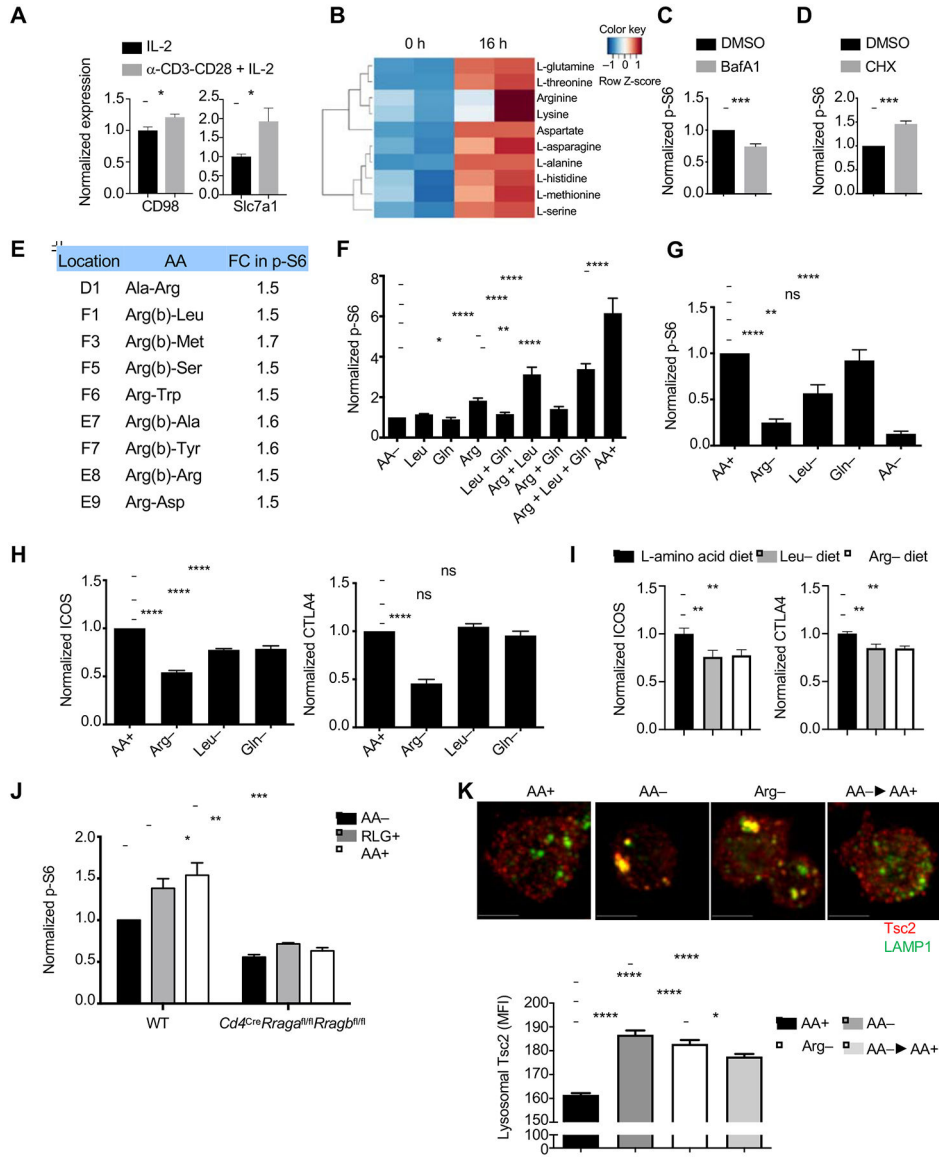 A
IL-2
α-CD3-CD28 + IL-2
Normalized expression
*
*
1.5
1.0
0.5
0
2.5
2.0
1.5
1.0
0.5
0.0
CD98
Slc7a1
B
0 h
16 h
Color key
−1 0 1
Row Z-score
L-glutamine
L-threonine
Arginine
Lysine
Aspartate
L-asparagine
L-alanine
L-histidine
L-methionine
L-serine
C
DMSO
BafA1
Normalized p-S6
***
1.5
1.0
0.5
0.0
D
DMSO
CHX
Normalized p-S6
***
2.0
1.5
1.0
0.5
0.0
E
Location AA FC in p-S6
D1 Ala-Arg 1.5
F1 Arg(b)-Leu 1.5
F3 Arg(b)-Met 1.7
F5 Arg(b)-Ser 1.5
F6 Arg-Trp 1.5
E7 Arg(b)-Ala 1.6
F7 Arg(b)-Tyr 1.6
E8 Arg(b)-Arg 1.5
E9 Arg-Asp 1.5
F
Normalized p-S6
8
6
4
2
0
**** ****
****
**** **
* ****
AA– Leu Gln Arg Leu + Gln Arg + Leu Arg + Gln Arg + Leu + Gln AA+
G
Normalized p-S6
1.5
1.0
0.5
0.0
****
ns
**
****
AA+ Arg– Leu– Gln– AA–
H
Normalized ICOS
1.5
1.0
0.5
0.0
****
****
****
AA+ Arg– Leu– Gln–
Normalized CTLA4
1.5
1.0
0.5
0.0
ns
ns
****
AA+ Arg– Leu– Gln–
I
L-amino acid diet Leu– diet Arg– diet
Normalized ICOS
1.5
1.0
0.5
0.0
**
**
Normalized CTLA4
1.5
1.0
0.5
0.0
**
**
J
AA–
RLG+
AA+
Normalized p-S6
2.0
1.5
1.0
0.5
0.0
***
**
*
WT
Cd4CreRragafl/flRragbfl/fl
K
AA+ AA– Arg– AA–► AA+
Tsc2
LAMP1
Lysosomal Tsc2 (MFI)
200
190
180
170
160
150
100
0
****
****
****
****
*
AA+ AA–
Arg– AA–► AA+